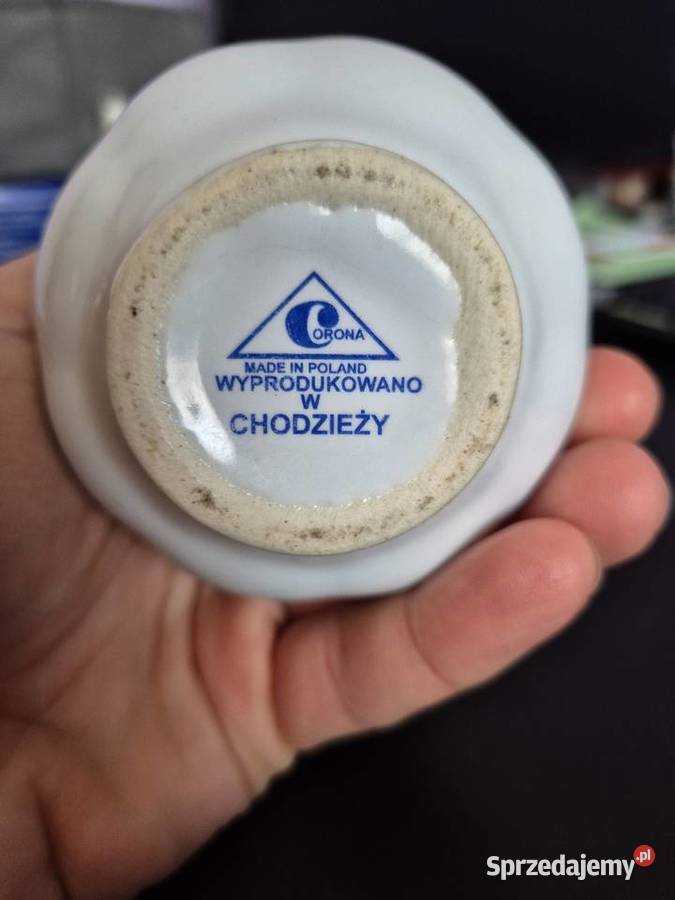 CORONA
MADE IN POLAND
WYPRODUKOWANO
W
CHODZIEŻY
Sprzedajemy.pl